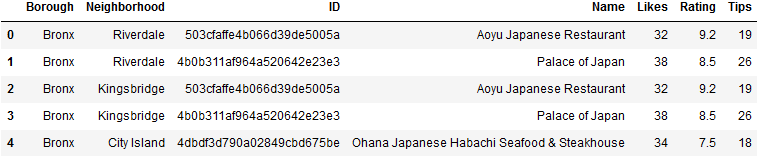 Borough Neighborhood ID Name Likes Rating Tips
0 Bronx Riverdale 503cfaffe4b066d39de5005a Aoyu Japanese Restaurant 32 9.2 19
1 Bronx Riverdale 4b0b311af964a520642e23e3 Palace of Japan 38 8.5 26
2 Bronx Kingsbridge 503cfaffe4b066d39de5005a Aoyu Japanese Restaurant 32 9.2 19
3 Bronx Kingsbridge 4b0b311af964a520642e23e3 Palace of Japan 38 8.5 26
4 Bronx City Island 4dbdf3d790a02849cbd675be Ohana Japanese Habachi Seafood & Steakhouse 34 7.5 18